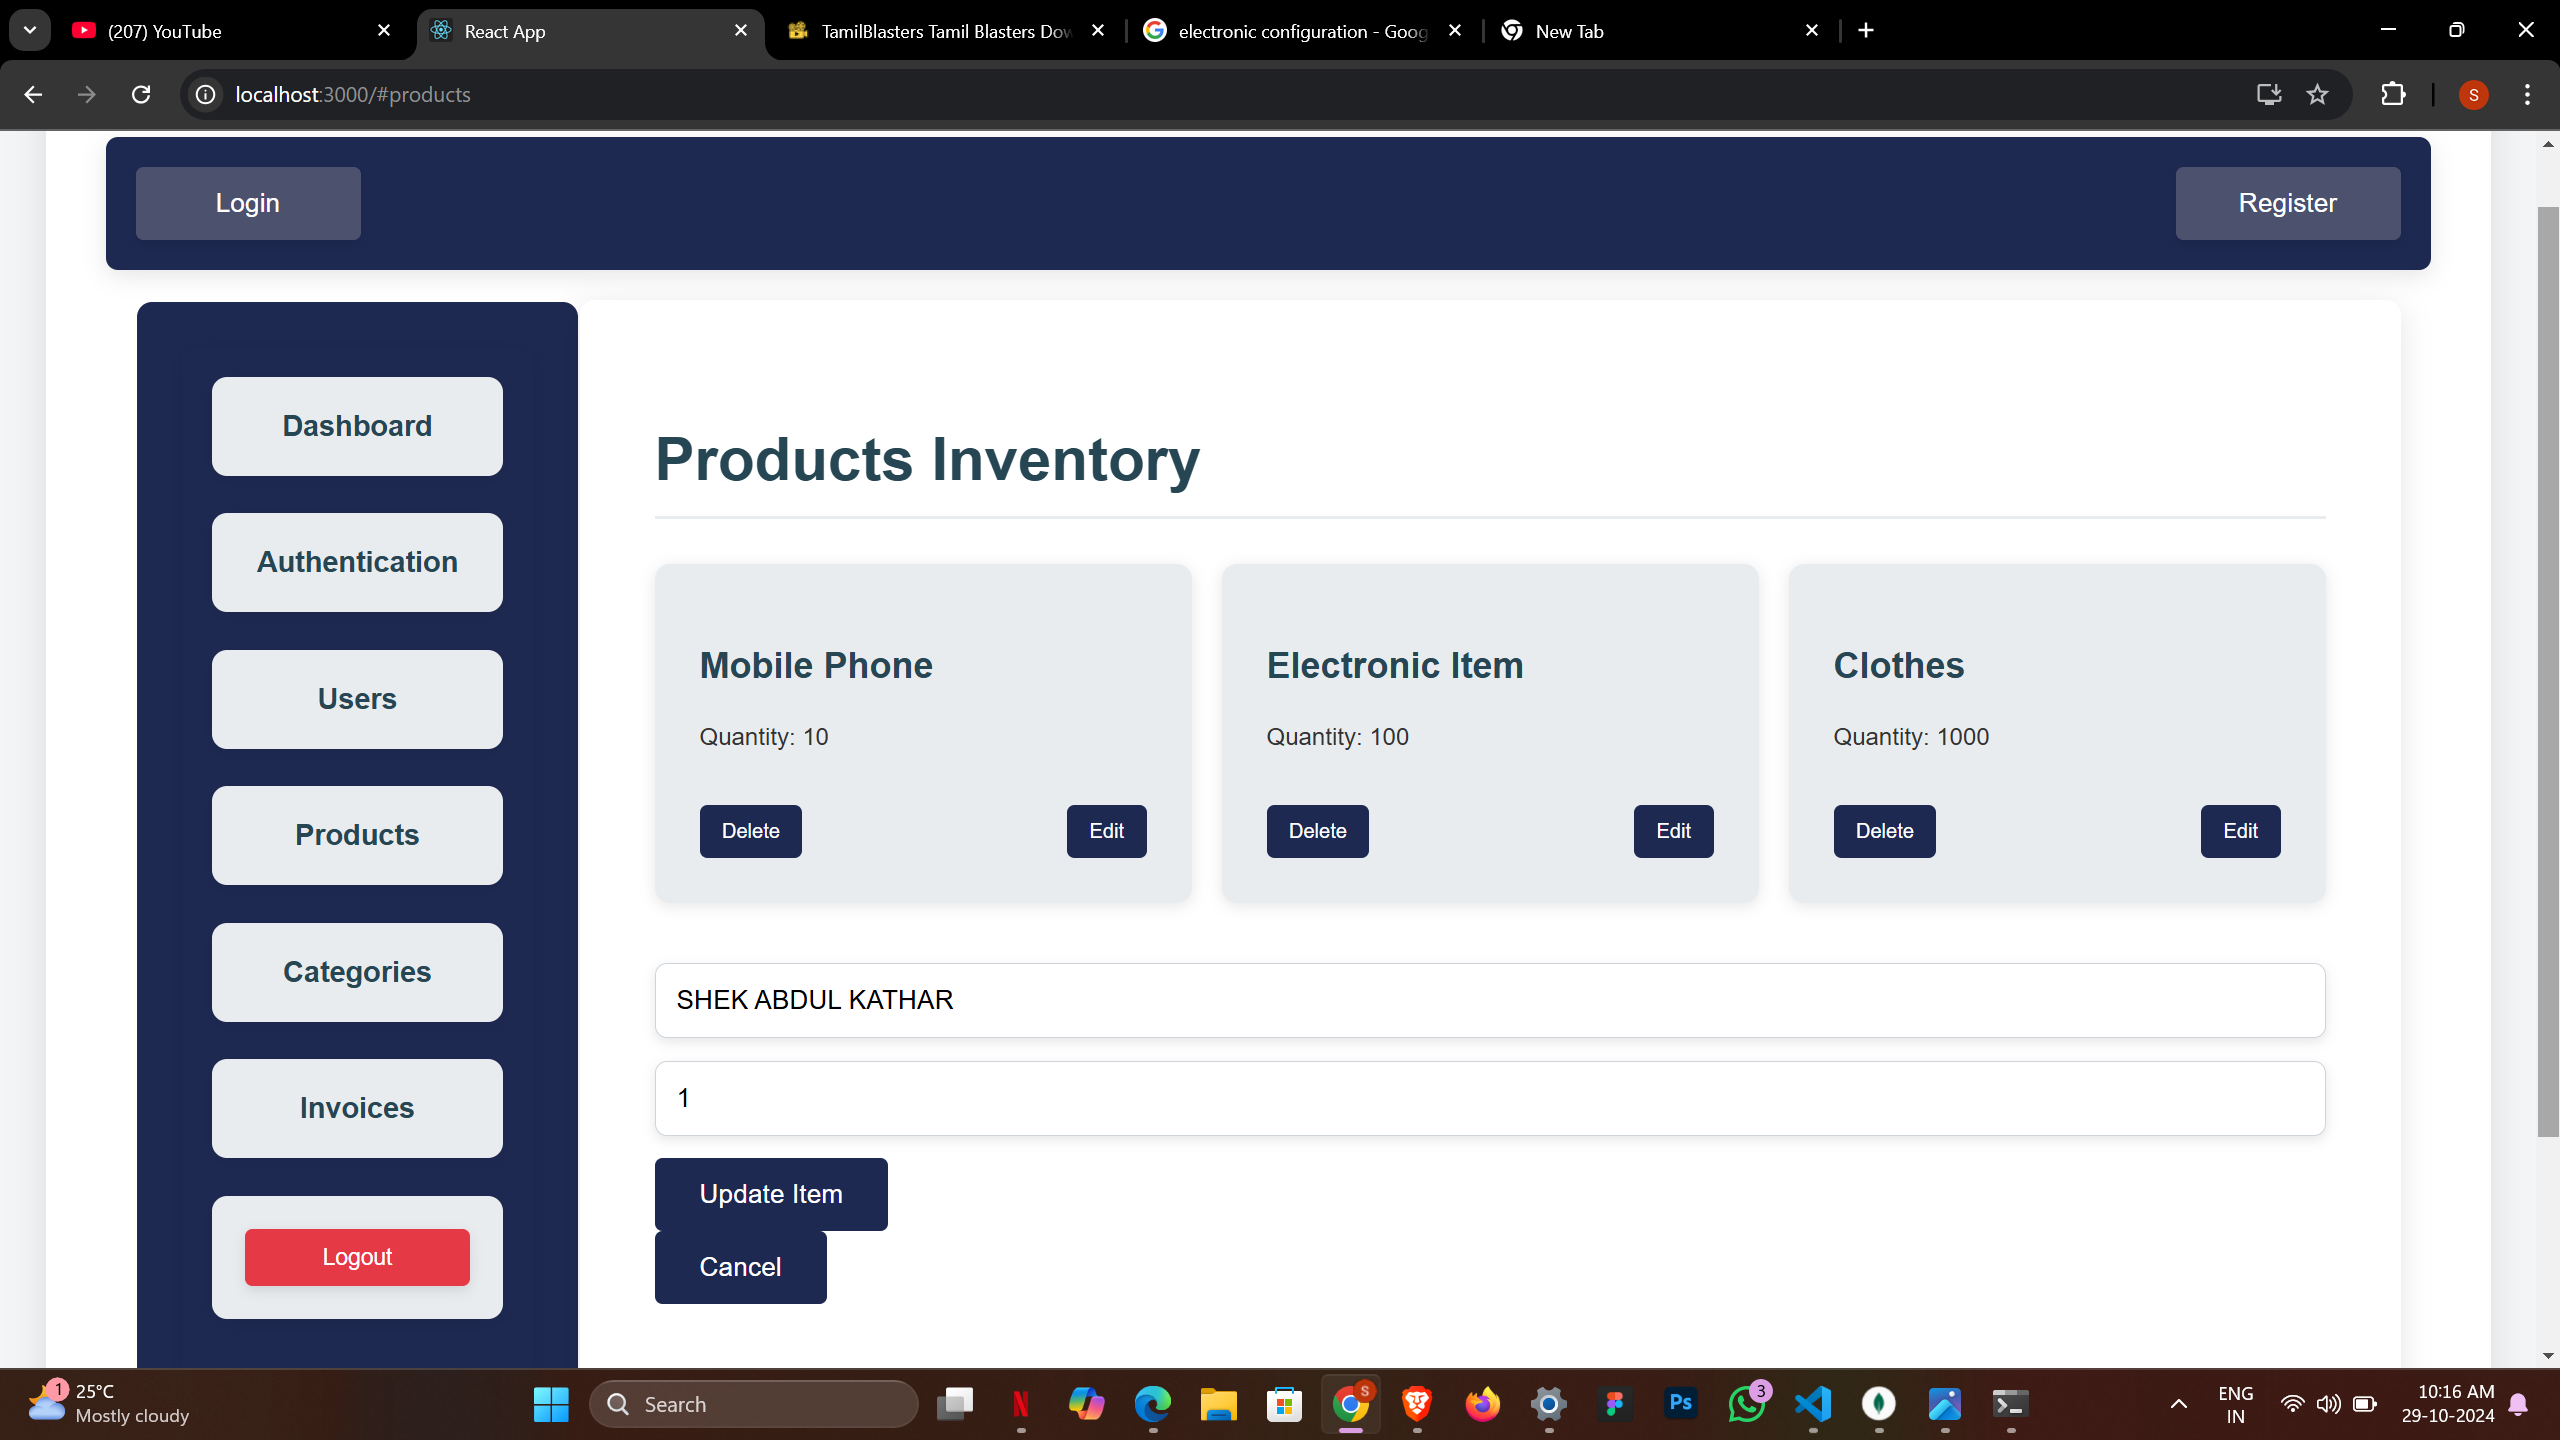 (207) YouTube
React App
TamilBlasters Tamil Blasters Dow
electronic configuration - Goog
New Tab
localhost:3000/#products
S
Login
Register
Dashboard
Authentication
Users
Products
Categories
Invoices
Logout
Products Inventory
Mobile Phone
Quantity: 10
Delete
Edit
Electronic Item
Quantity: 100
Delete
Edit
Clothes
Quantity: 1000
Delete
Edit
SHEK ABDUL KATHAR
1
Update Item
Cancel
1
25°C
Mostly cloudy
Search
N
S
Ps
3
ENG
IN
10:16 AM
29-10-2024